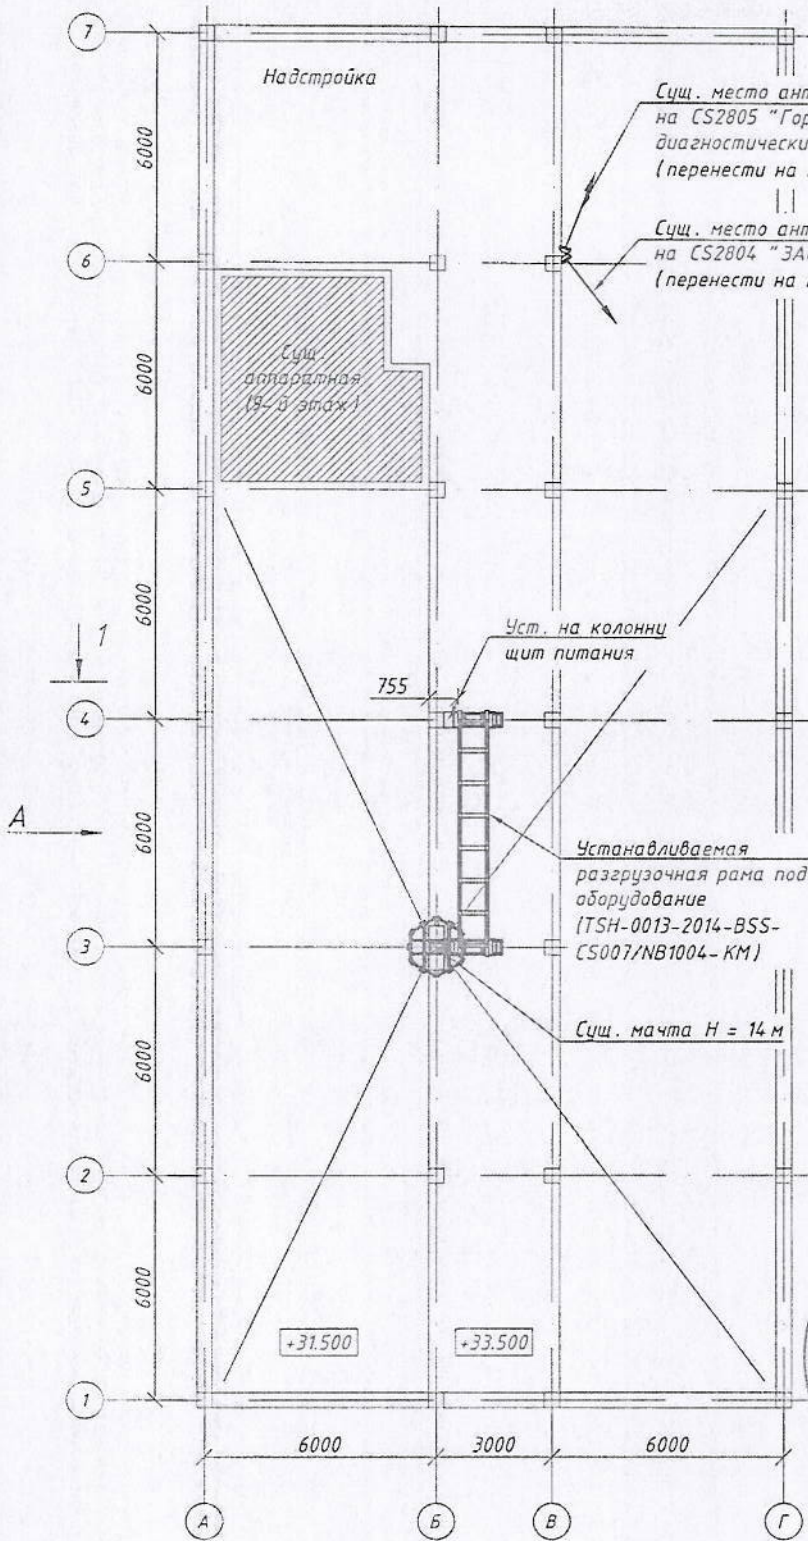 7
Надстройка
Сущ. место ант
на CS2805 "Гор
диагностически
(перенести на
6000
6
Сущ. место ант
на CS2804 "ЗА
(перенести на
6000
Сущ.
аппаратная
(9-й этаж)
5
6000
1
Уст. на колонну
щит питания
755
4
А
6000
Устанавливаемая
разгрузочная рама под
оборудование
(TSH-0013-2014-BSS-
CS007/NB1004-КМ)
3
Сущ. мачта Н = 14 м
6000
2
6000
+31.500
+33.500
1
6000
3000
6000
А
Б
В
Г